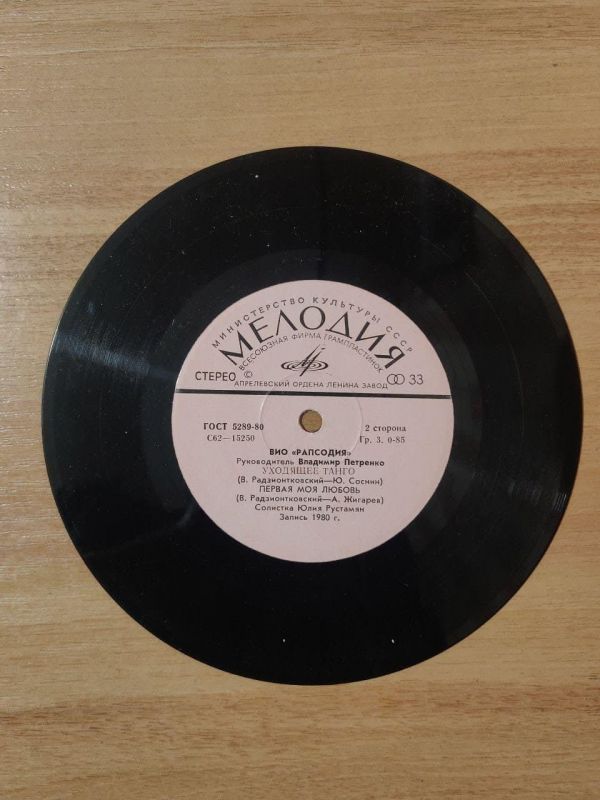 МИНИСТЕРСТВО КУЛЬТУРЫ СССР
МЕЛОДИЯ
ВСЕСОЮЗНАЯ ФИРМА ГРАМПЛАСТИНОК
СТЕРЕО © 33
АПРЕЛЕВСКИЙ ОРДЕНА ЛЕНИНА ЗАВОД
ГОСТ 5289-80 2 сторона
С62—15250 Гр. 3. 0-85
ВИО «РАПСОДИЯ»
Руководитель Владимир Петренко
УХОДЯЩЕЕ ТАНГО
(В. Радзионтковский—Ю. Соснин)
ПЕРВАЯ МОЯ ЛЮБОВЬ
(В. Радзионтковский—А. Жигарев)
Солистка Юлия Рустамян
Запись 1980 г.